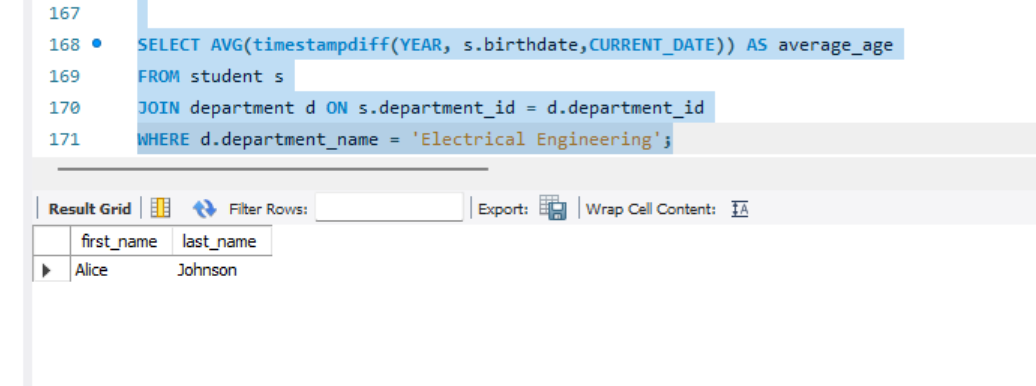 167
168 SELECT AVG(timestampdiff(YEAR, s.birthdate,CURRENT_DATE)) AS average_age
169 FROM student s
170 JOIN department d ON s.department_id = d.department_id
171 WHERE d.department_name = 'Electrical Engineering';
Result Grid Filter Rows: Export: Wrap Cell Content: IA
first_name last_name
Alice Johnson